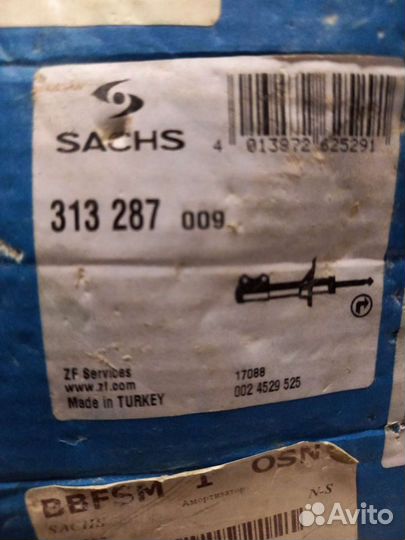 SACHS
4 013872 625291
313 287 009
ZF Services
www.zf.com
Made in TURKEY
17088
002 4529 525
BBFSM 1 OSN
Амортизатор
N-S
SACHS
Avito